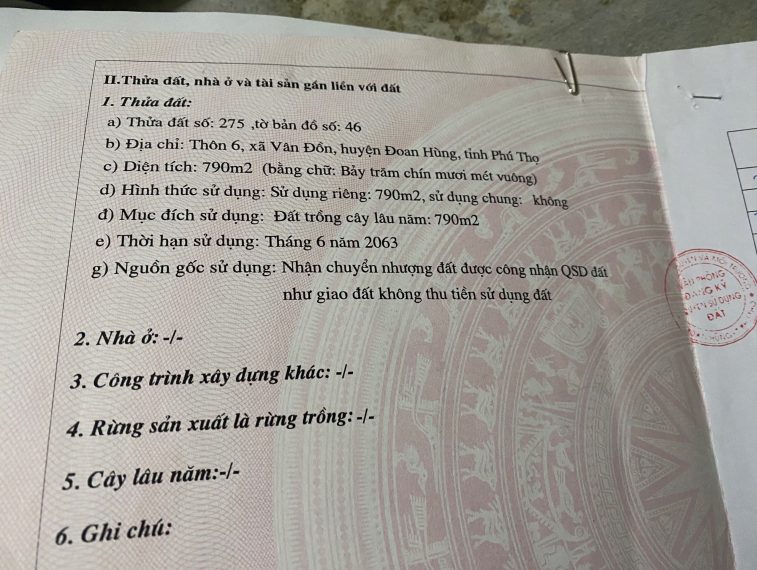 II.Thửa đất, nhà ở và tài sản gắn liền với đất
1. Thửa đất:
a) Thửa đất số: 275 ,tờ bản đồ số: 46
b) Địa chỉ: Thôn 6, xã Vân Đồn, huyện Đoan Hùng, tỉnh Phú Thọ
c) Diện tích: 790m2 (bằng chữ: Bảy trăm chín mươi mét vuông)
d) Hình thức sử dụng: Sử dụng riêng: 790m2, sử dụng chung: không
đ) Mục đích sử dụng: Đất trồng cây lâu năm: 790m2
e) Thời hạn sử dụng: Tháng 6 năm 2063
g) Nguồn gốc sử dụng: Nhận chuyển nhượng đất được công nhận QSD đất
như giao đất không thu tiền sử dụng đất
2. Nhà ở: -/-
3. Công trình xây dựng khác: -/-
4. Rừng sản xuất là rừng trồng: -/-
5. Cây lâu năm:-/-
6. Ghi chú:
PHÒNG
ĐĂNG KÝ
SỬ DỤNG
ĐẤT